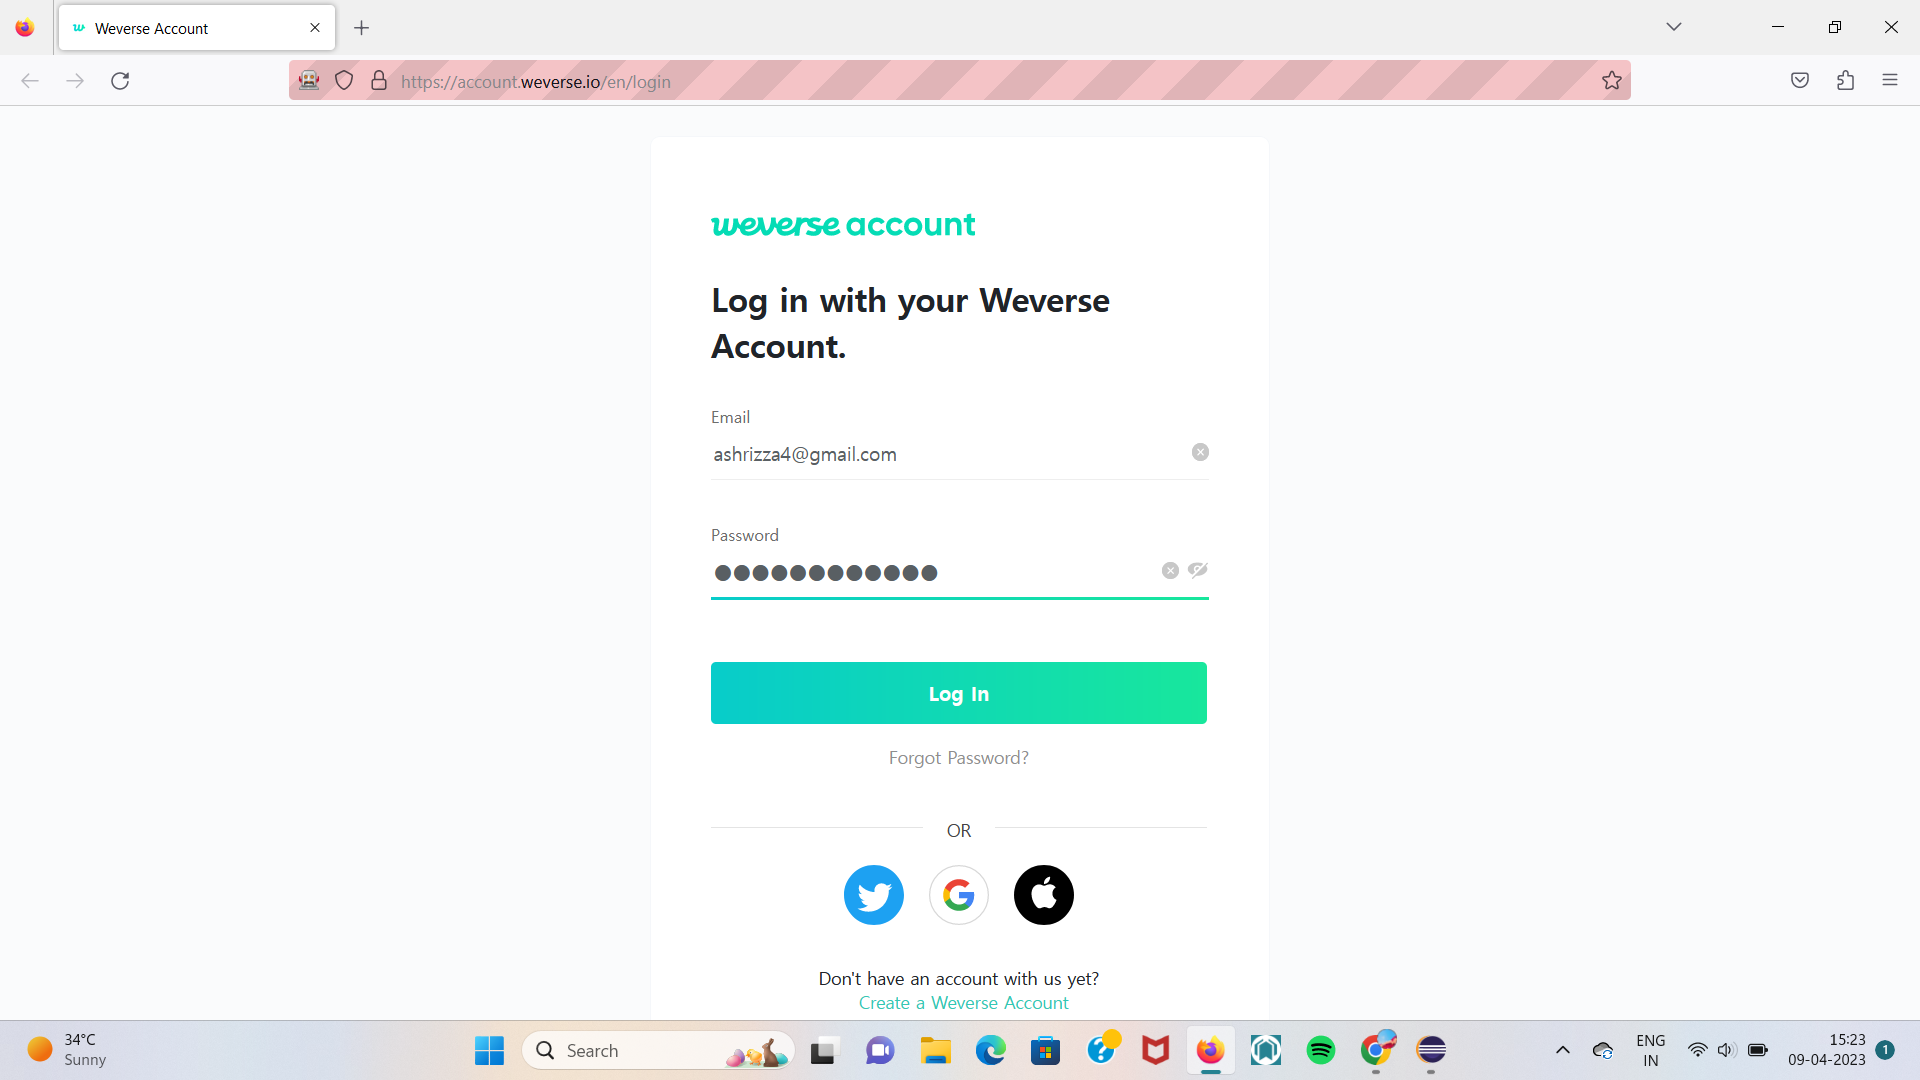 Weverse Account
https://account.weverse.io/en/login
weverse account
Log in with your Weverse
Account.
Email
ashrizza4@gmail.com
Password
●●●●●●●●●●●●
Log In
Forgot Password?
OR
Don't have an account with us yet?
Create a Weverse Account
34°C
Sunny
Search
ENG
IN
15:23
09-04-2023
1